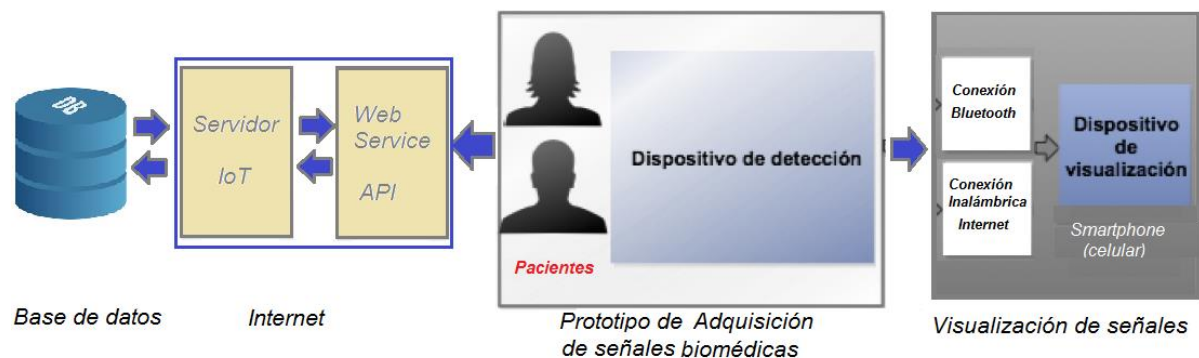 DB
Servidor
IoT
Web
Service
API
Pacientes
Dispositivo de detección
Conexión
Bluetooth
Conexión
Inalámbrica
Internet
Dispositivo
de
visualización
Smartphone
(celular)
Base de datos
Internet
Prototipo de Adquisición
de señales biomédicas
Visualización de señales